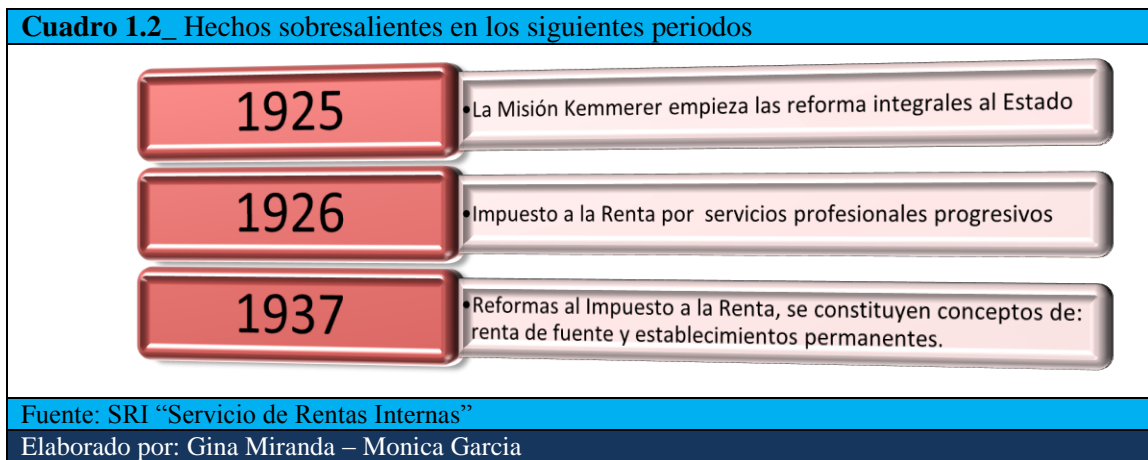 Cuadro 1.2_ Hechos sobresalientes en los siguientes periodos
1925
•La Misión Kemmerer empieza las reforma integrales al Estado
1926
•Impuesto a la Renta por servicios profesionales progresivos
1937
•Reformas al Impuesto a la Renta, se constituyen conceptos de:
renta de fuente y establecimientos permanentes.
Fuente: SRI “Servicio de Rentas Internas”
Elaborado por: Gina Miranda – Monica Garcia